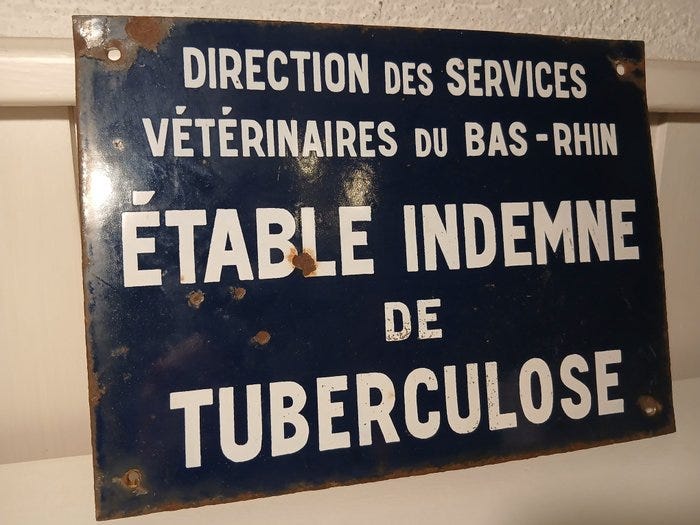 DIRECTION DES SERVICES
VÉTÉRINAIRES DU BAS-RHIN
ÉTABLE INDEMNE
DE
TUBERCULOSE